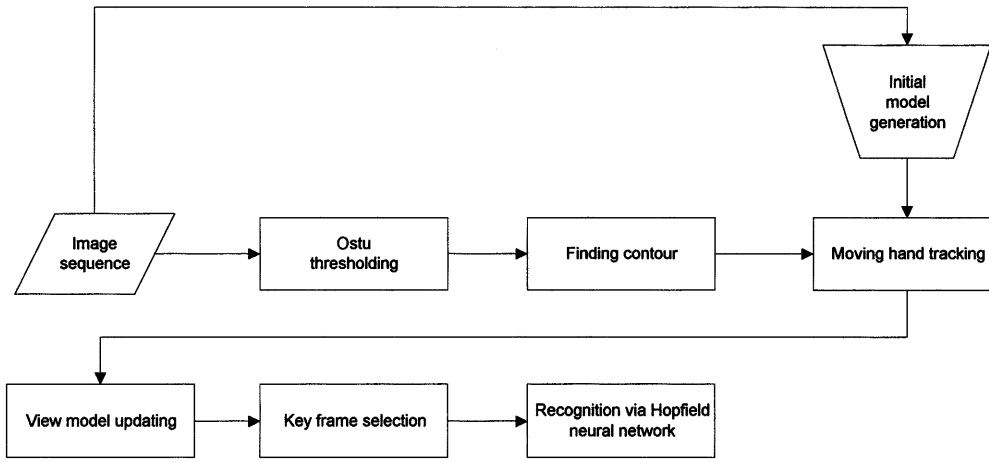 Initial
model
generation
Image
sequence
Ostu
thresholding
Finding contour
Moving hand tracking
View model updating
Key frame selection
Recognition via Hopfield
neural network